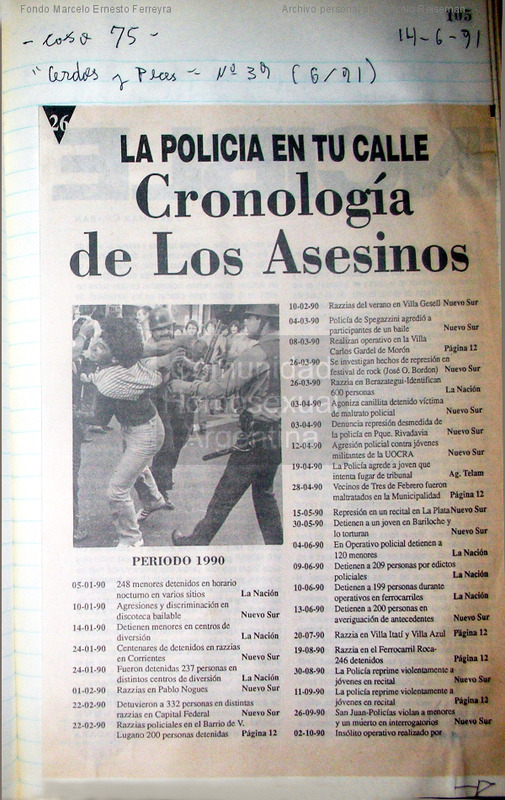 Fondo Marcelo Ernesto Ferreyra
Archivo personal de Reiseman
105
- caso 75 -
14-6-91
"Cerdos y Peces - Nº 39 (6/91)
26
LA POLICIA EN TU CALLE
Cronología
de Los Asesinos
Comunidad
Homosexual
Argentina
PERIODO 1990
05-01-90 248 menores detenidos en horario
nocturno en varios sitios La Nación
10-01-90 Agresiones y discriminación en
discoteca bailable Nuevo Sur
14-01-90 Detienen menores en centros de
diversión La Nación
24-01-90 Centenares de detenidos en razzias
en Corrientes Nuevo Sur
24-01-90 Fueron detenidas 237 personas en
distintos centros de diversión La Nación
01-02-90 Razzias en Pablo Nogues Nuevo Sur
22-02-90 Detuvieron a 332 personas en distintas
razzias en Capital Federal Nuevo Sur
22-02-90 Razzias policiales en el Barrio de V.
Lugano 200 personas detenidas Página 12
10-02-90 Razzias del verano en Villa Gesell Nuevo Sur
04-03-90 Policía de Spegazzini agredió a
participantes de un baile Nuevo Sur
08-03-90 Realizan operativo en la Villa
Carlos Gardel de Morón Página 12
26-03-90 Se investigan hechos de represión en
festival de rock (José O. Bordon) Nuevo Sur
26-03-90 Razzia en Berazategui-Identifican
600 personas La Nación
03-04-90 Agoniza canillita detenido víctima
de maltrato policial Nuevo Sur
03-04-90 Denuncia represión desmedida de
la policía en Pque. Rivadavia Nuevo Sur
12-04-90 Agresión policial contra jóvenes
militantes de la UOCRA Nuevo Sur
19-04-90 La Policía agrede a joven que
intenta fugar de tribunal Ag. Telam
28-04-90 Vecinos de Tres de Febrero fueron
maltratados en la Municipalidad Página 12
15-05-90 Represión en un recital en La Plata Nuevo Sur
30-05-90 Detienen a un joven en Bariloche y
lo torturan Nuevo Sur
04-06-90 En Operativo policial detienen a
120 menores La Nación
09-06-90 Detienen a 209 personas por edictos
policiales La Nación
10-06-90 Detienen a 199 personas durante
operativos en ferrocarriles La Nación
13-06-90 Detienen a 200 personas en
averiguación de antecedentes Nuevo Sur
20-07-90 Razzia en Villa Itatí y Villa Azul Página 12
19-08-90 Razzia en el Ferrocarril Roca-
246 detenidos Página 12
30-08-90 La Policía reprime violentamente a
jóvenes en recital Nuevo Sur
11-09-90 La policía reprime violentamente a
jóvenes en recital Página 12
26-09-90 San Juan-Policías violan a menores
y un muerto en interrogatorios Nuevo Sur
02-10-90 Insólito operativo realizado por